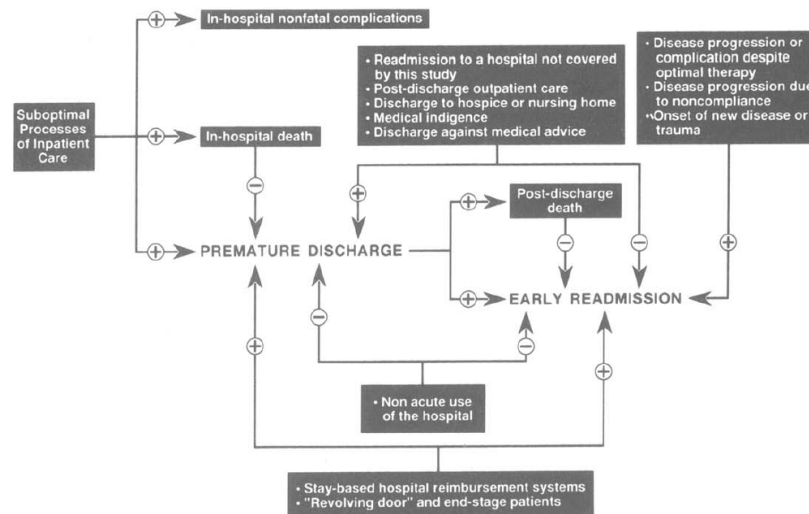 In-hospital nonfatal complications
• Readmission to a hospital not covered
by this study
• Post-discharge outpatient care
• Discharge to hospice or nursing home
• Medical indigence
• Discharge against medical advice
• Disease progression or
complication despite
optimal therapy
• Disease progression due
to noncompliance
• Onset of new disease or
trauma
Suboptimal
Processes
of Inpatient
Care
In-hospital death
Post-discharge
death
PREMATURE DISCHARGE
EARLY READMISSION
• Non acute use
of the hospital
• Stay-based hospital reimbursement systems
• "Revolving door" and end-stage patients